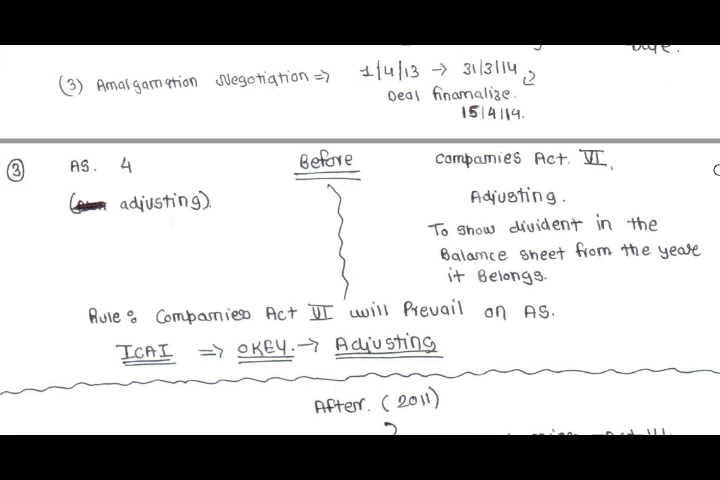 (3) Amalgamation Negotiation ⇒ 1/4/13 → 31/3/14
Deal finamalize.
15/4/14.
③ AS. 4 Before Companies Act. VI,
( adjusting). Adjusting.
To show divident in the
Balance sheet from the year
it Belongs.
Rule: Companies Act VI will Prevail on AS.
ICAI ⇒ OKEY. → Adjusting
After. (2011)